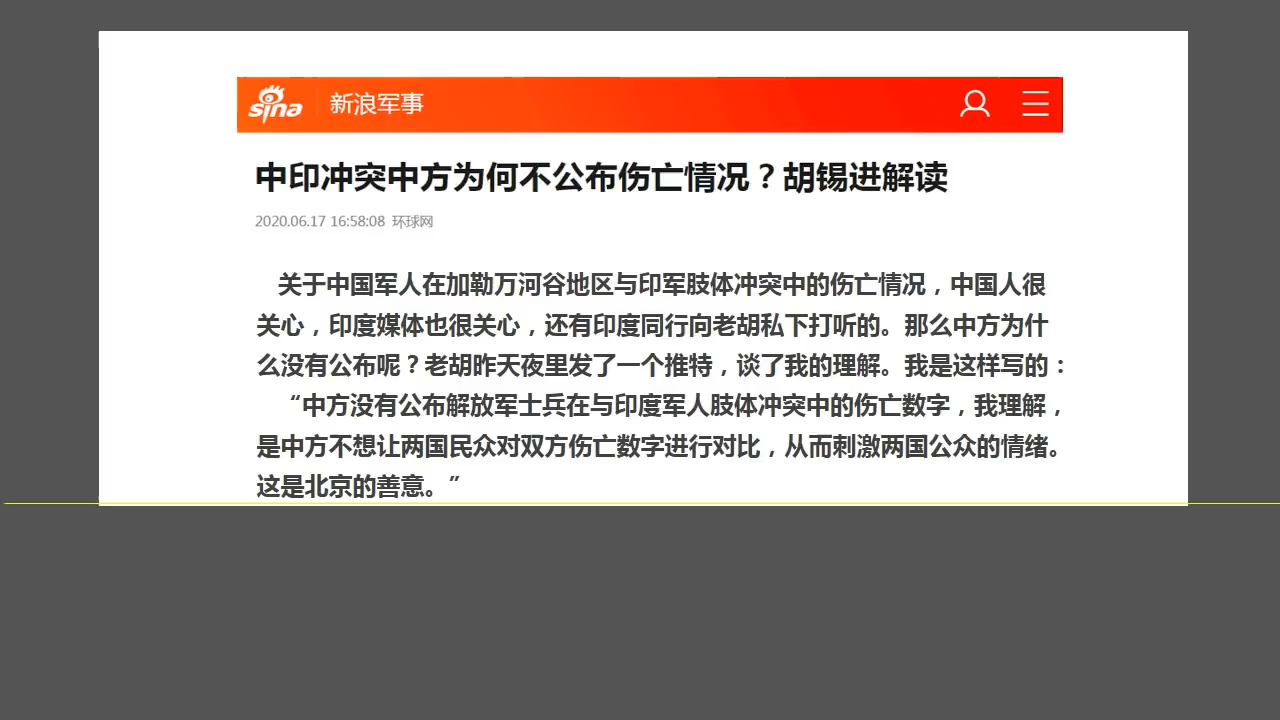 sina 新浪军事
中印冲突中方为何不公布伤亡情况？胡锡进解读
2020.06.17 16:58:08 环球网
关于中国军人在加勒万河谷地区与印军肢体冲突中的伤亡情况，中国人很
关心，印度媒体也很关心，还有印度同行向老胡私下打听的。那么中方为什
么没有公布呢？老胡昨天夜里发了一个推特，谈了我的理解。我是这样写的：
“中方没有公布解放军士兵在与印度军人肢体冲突中的伤亡数字，我理解，
是中方不想让两国民众对双方伤亡数字进行对比，从而刺激两国公众的情绪。
这是北京的善意。”